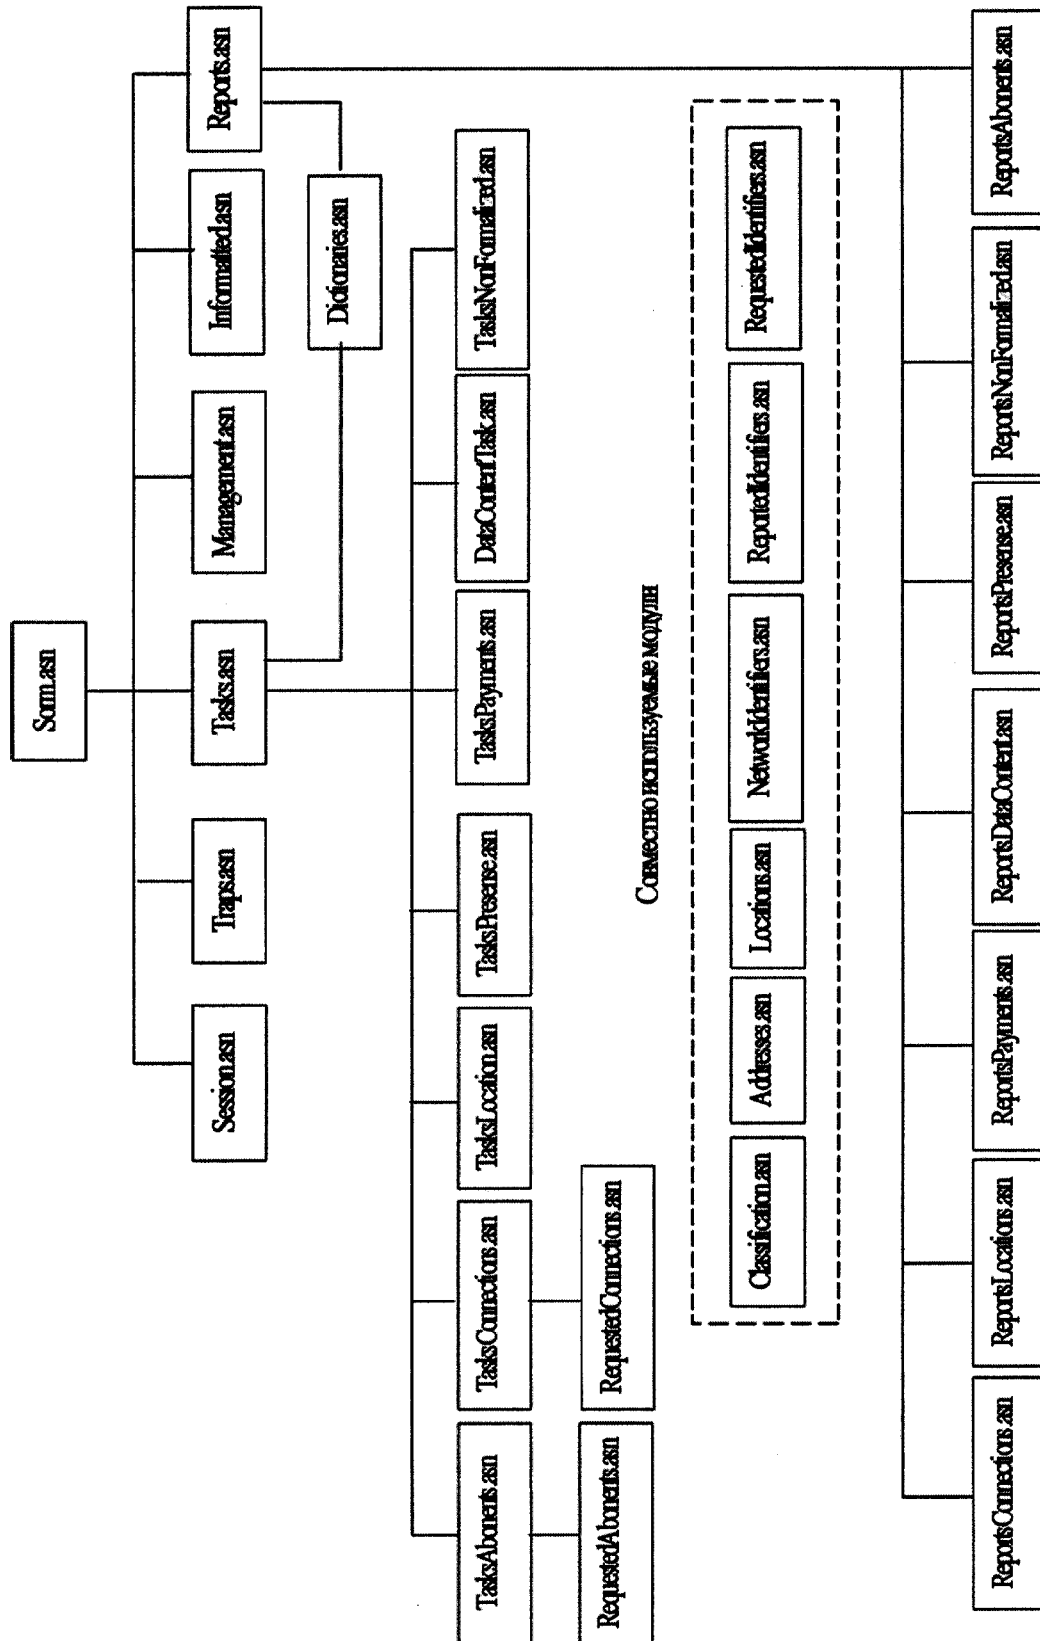 Sorm.asn
Session.asn
Traps.asn
Tasks.asn
Management.asn
Informatted.asn
Reports.asn
Dictionaries.asn
TasksAbonents.asn
TasksConnections.asn
TasksLocation.asn
TasksPresense.asn
TasksPayments.asn
DataContentTask.asn
TasksNonFormalized.asn
RequestedAbonents.asn
RequestedConnections.asn
Совместно используемые модули
Classification.asn
Addresses.asn
Locations.asn
NetworkIdentifiers.asn
ReportedIdentifiers.asn
RequestedIdentifiers.asn
ReportsConnections.asn
ReportsLocations.asn
ReportsPayments.asn
ReportsDataContent.asn
ReportsPresense.asn
ReportsNonFormalized.asn
ReportsAbonents.asn